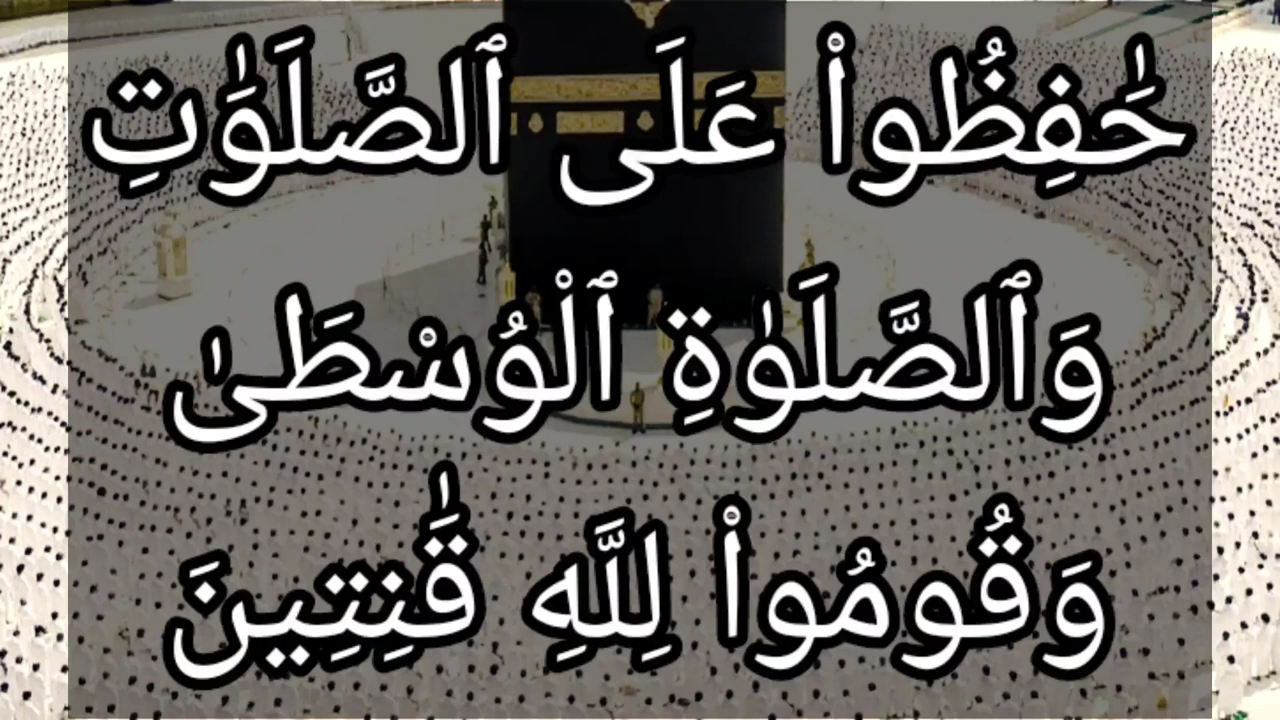 حَٰفِظُوا۟ عَلَى ٱلصَّلَوَٰتِ
وَٱلصَّلَوٰةِ ٱلْوُسْطَىٰ
وَقُومُوا۟ لِلَّهِ قَٰنِتِينَ